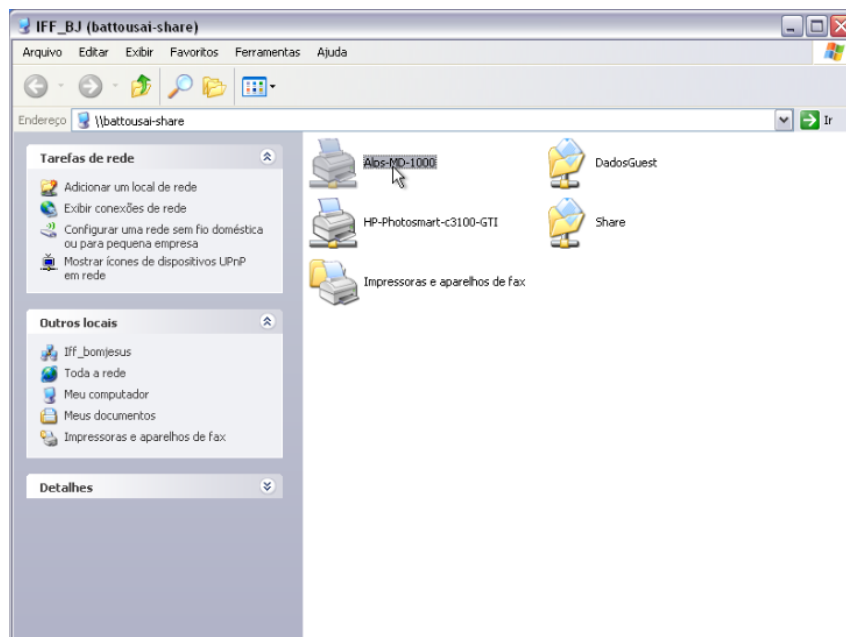 IFF_BJ (battousai-share)
Arquivo Editar Exibir Favoritos Ferramentas Ajuda
Endereço \\battousai-share Ir
Tarefas de rede
Adicionar um local de rede
Exibir conexões de rede
Configurar uma rede sem fio doméstica
ou para pequena empresa
Mostrar ícones de dispositivos UPnP
em rede
Outros locais
Iff_bomjesus
Toda a rede
Meu computador
Meus documentos
Impressoras e aparelhos de fax
Detalhes
Alps-MD-1000
DadosGuest
HP-Photosmart-c3100-GTI
Share
Impressoras e aparelhos de fax